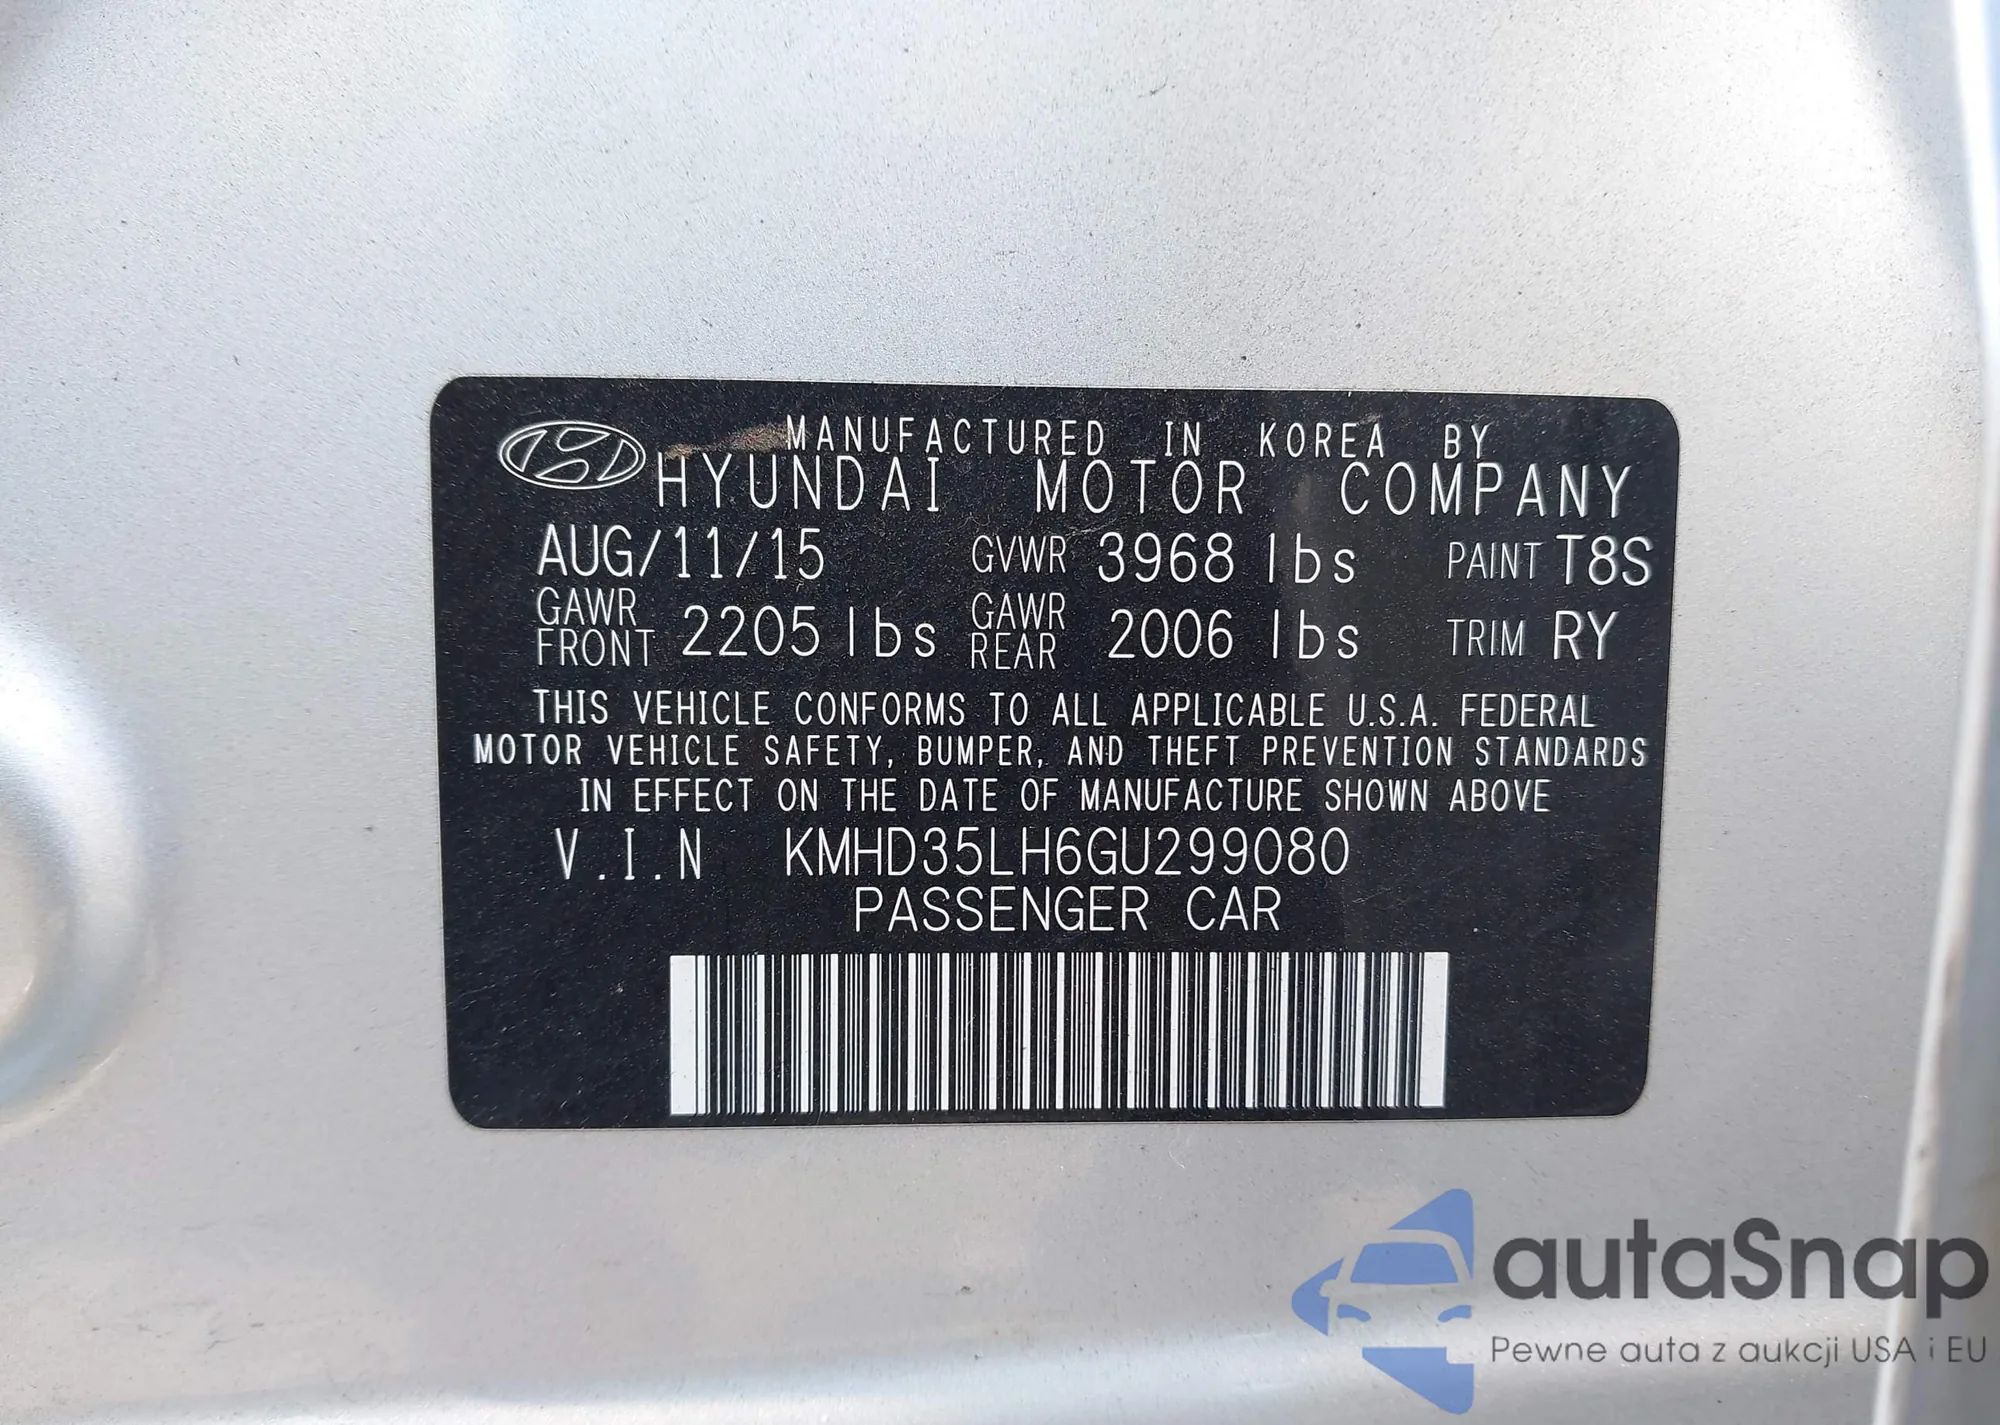 MANUFACTURED IN KOREA BY
HYUNDAI MOTOR COMPANY
AUG/11/15 GVWR 3968 lbs PAINT T8S
GAWR FRONT 2205 lbs GAWR REAR 2006 lbs TRIM RY
THIS VEHICLE CONFORMS TO ALL APPLICABLE U.S.A. FEDERAL
MOTOR VEHICLE SAFETY, BUMPER, AND THEFT PREVENTION STANDARDS
IN EFFECT ON THE DATE OF MANUFACTURE SHOWN ABOVE
V.I.N KMHD35LH6GU299080
PASSENGER CAR
autaSnap
Pewne auta z aukcji USA i EU